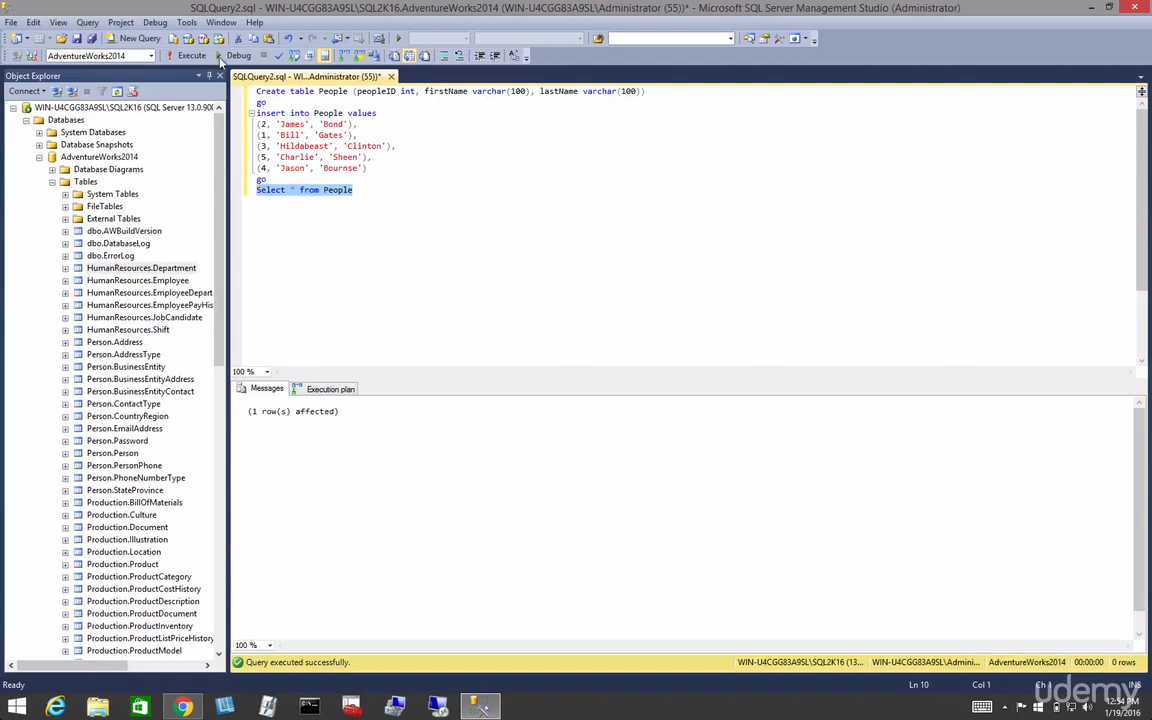 SQLQuery2.sql - WIN-U4CGG83A9SL\SQL2K16.AdventureWorks2014 (WIN-U4CGG83A9SL\Administrator (55))* - Microsoft SQL Server Management Studio (Administrator)
File Edit View Query Project Debug Tools Window Help
New Query
AdventureWorks2014 Execute Debug
Object Explorer
SQLQuery2.sql - WI...Administrator (55))*
Connect
WIN-U4CGG83A9SL\SQL2K16 (SQL Server 13.0.900
Databases
System Databases
Database Snapshots
AdventureWorks2014
Database Diagrams
Tables
System Tables
FileTables
External Tables
dbo.AWBuildVersion
dbo.DatabaseLog
dbo.ErrorLog
HumanResources.Department
HumanResources.Employee
HumanResources.EmployeeDepart
HumanResources.EmployeePayHis
HumanResources.JobCandidate
HumanResources.Shift
Person.Address
Person.AddressType
Person.BusinessEntity
Person.BusinessEntityAddress
Person.BusinessEntityContact
Person.ContactType
Person.CountryRegion
Person.EmailAddress
Person.Password
Person.Person
Person.PersonPhone
Person.PhoneNumberType
Person.StateProvince
Production.BillOfMaterials
Production.Culture
Production.Document
Production.Illustration
Production.Location
Production.Product
Production.ProductCategory
Production.ProductCostHistory
Production.ProductDescription
Production.ProductDocument
Production.ProductInventory
Production.ProductListPriceHistory
Production.ProductModel
Create table People (peopleID int, firstName varchar(100), lastName varchar(100))
go
insert into People values
(2, 'James', 'Bond'),
(1, 'Bill', 'Gates'),
(3, 'Hildabeast', 'Clinton'),
(5, 'Charlie', 'Sheen'),
(4, 'Jason', 'Bournse')
go
Select * from People
100 %
Messages Execution plan
(1 row(s) affected)
100 %
Query executed successfully.
WIN-U4CGG83A9SL\SQL2K16 (13... WIN-U4CGG83A9SL\Admini... AdventureWorks2014 00:00:00 0 rows
Ready
Ln 10 Col 1 Ch 1 INS
udemy
12:54 PM
1/19/2016